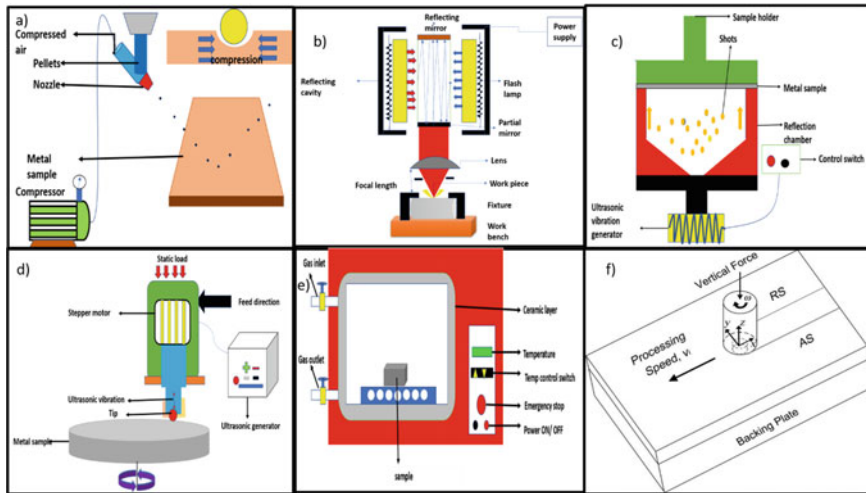 a)
Compressed
air
Pellets
Nozzle
compression
Metal
sample
Compressor
b)
Reflecting
mirror
Power
supply
Reflecting
cavity
Flash
lamp
Partial
mirror
Lens
Focal length
Work piece
Fixture
Work
bench
c)
Sample holder
Shots
Metal sample
Reflection
chamber
Control switch
Ultrasonic
vibration
generator
d)
Static load
Stepper motor
Feed direction
Ultrasonic vibration
Tip
Ultrasonic generator
Metal sample
e)
Gas inlet
Ceramic layer
Gas outlet
Temperature
Temp control switch
Emergency stop
Power ON/ OFF
sample
f)
Vertical Force
ω
RS
y
z
x
AS
Processing
Speed, vᵢ
Backing Plate